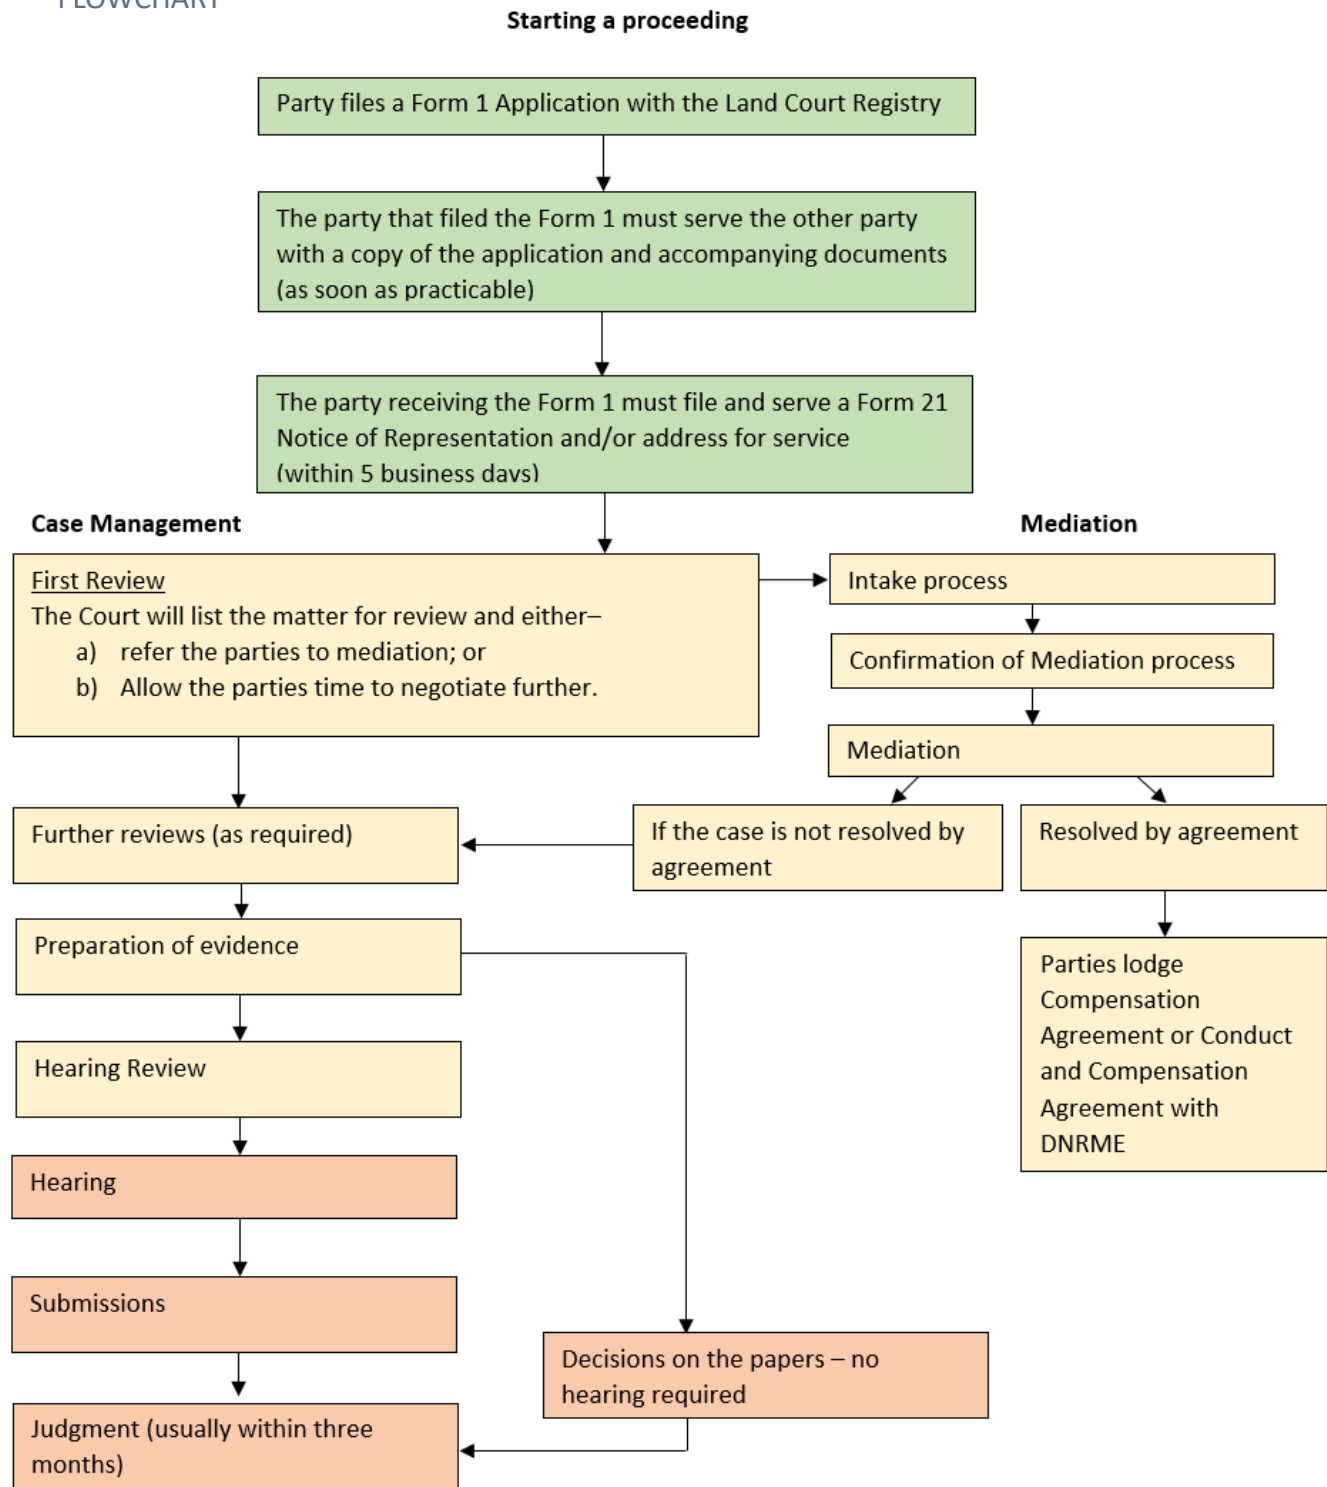 FLOWCHART
Starting a proceeding
Party files a Form 1 Application with the Land Court Registry
The party that filed the Form 1 must serve the other party
with a copy of the application and accompanying documents
(as soon as practicable)
The party receiving the Form 1 must file and serve a Form 21
Notice of Representation and/or address for service
(within 5 business days)
Case Management
First Review
The Court will list the matter for review and either–
a) refer the parties to mediation; or
b) Allow the parties time to negotiate further.
Further reviews (as required)
Preparation of evidence
Hearing Review
Hearing
Submissions
Judgment (usually within three
months)
Mediation
Intake process
Confirmation of Mediation process
Mediation
If the case is not resolved by
agreement
Resolved by agreement
Parties lodge
Compensation
Agreement or Conduct
and Compensation
Agreement with
DNRME
Decisions on the papers – no
hearing required